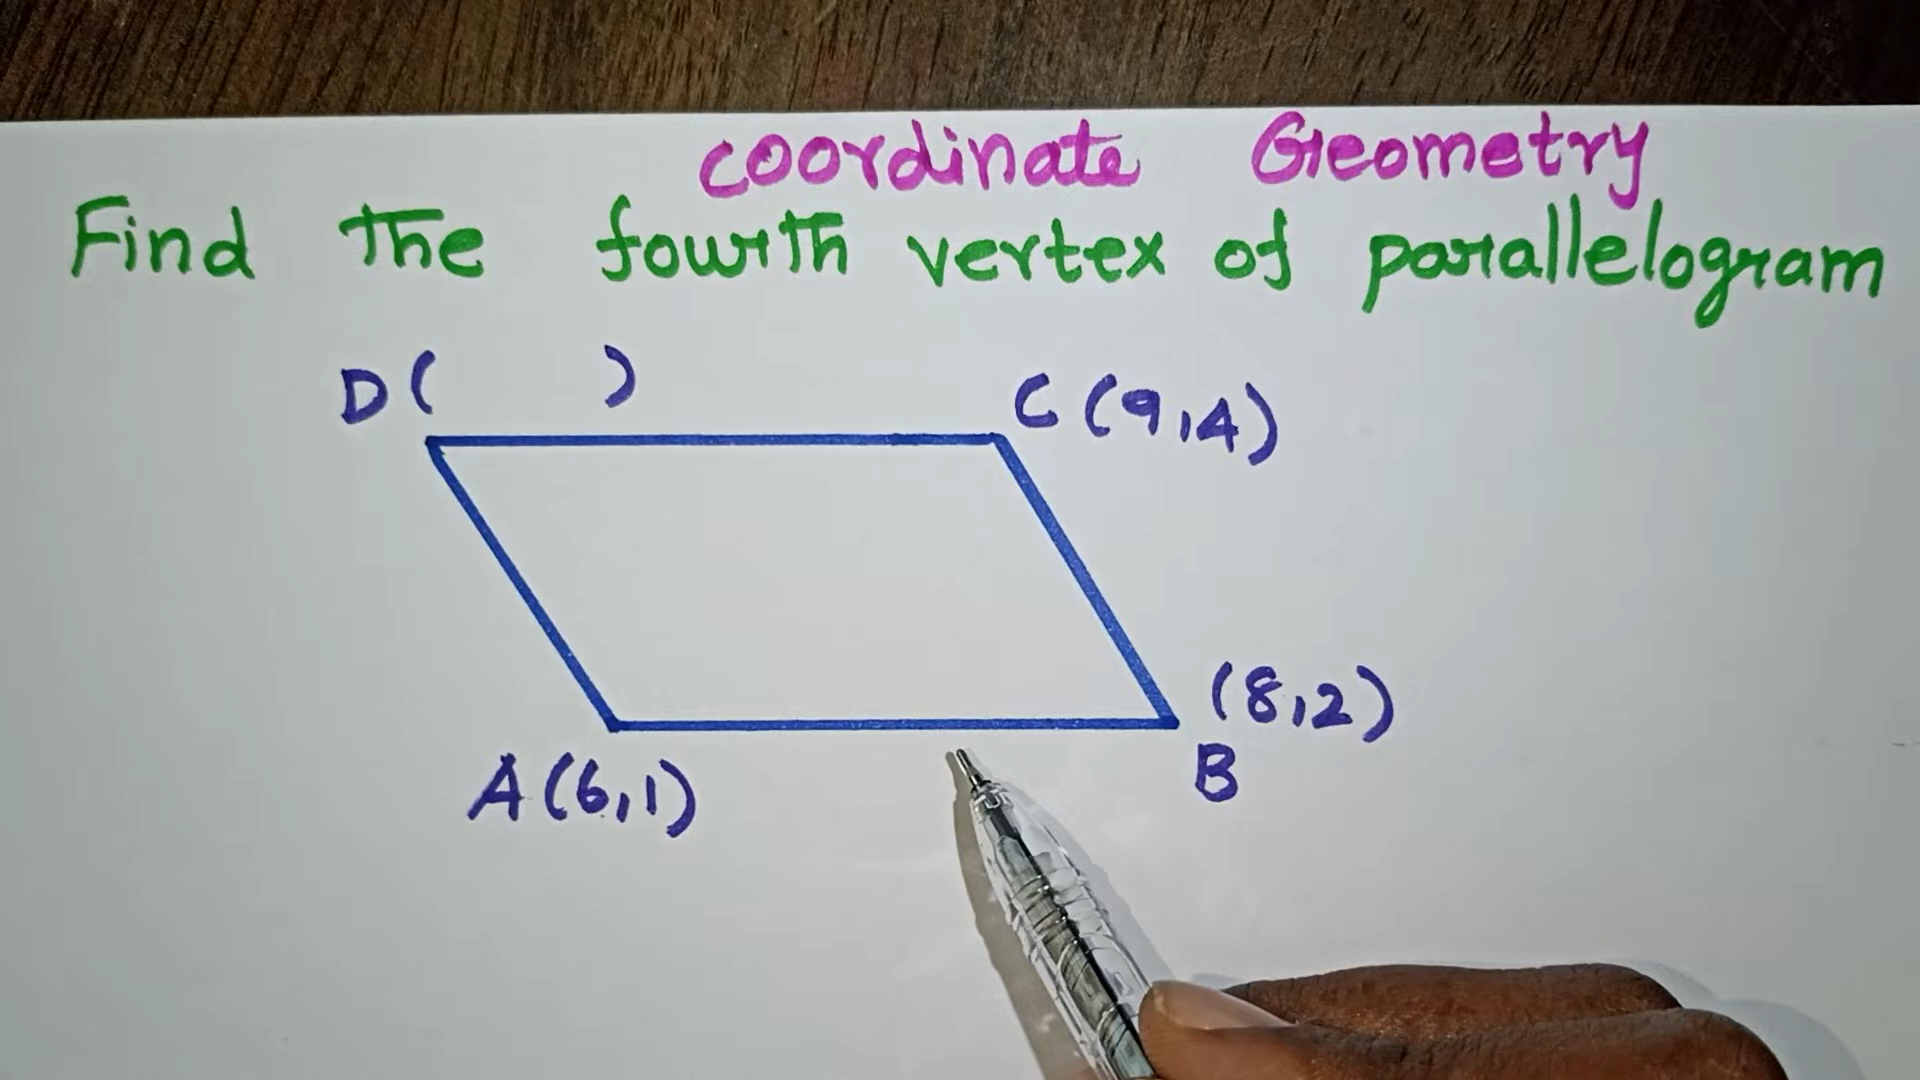 Coordinate Geometry
Find the fourth vertex of parallelogram
D( )
C(9,4)
(8,2)
B
A(6,1)